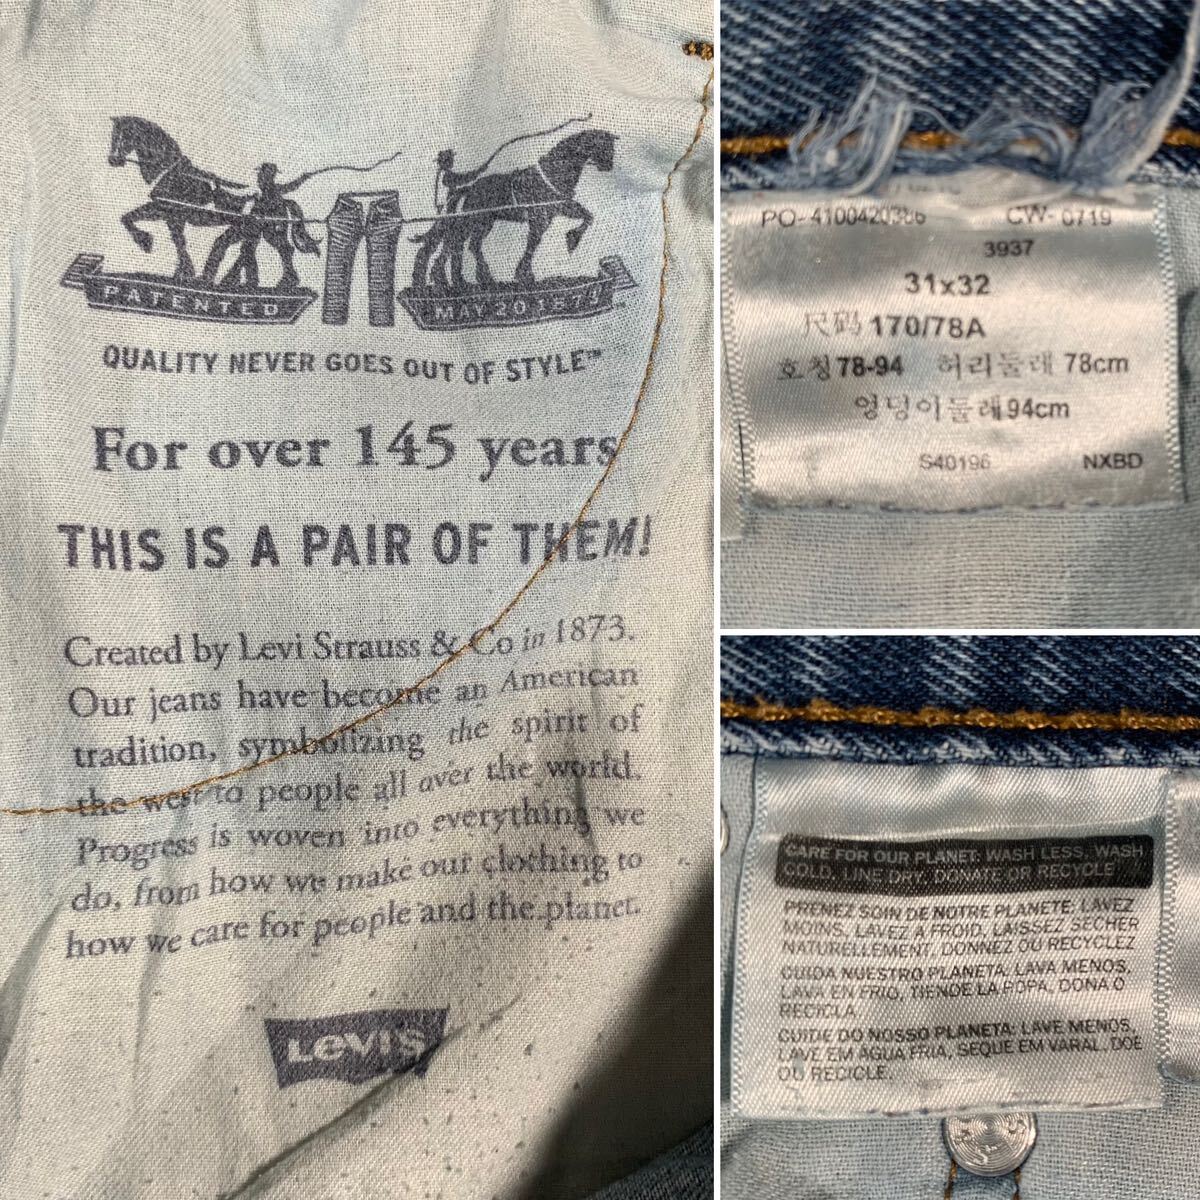 PATENTED MAY 20 1873
QUALITY NEVER GOES OUT OF STYLE™
For over 145 years
THIS IS A PAIR OF THEM!
Created by Levi Strauss & Co in 1873.
Our jeans have become an American
tradition, symbolizing the spirit of
the west to people all over the world.
Progress is woven into everything we
do, from how we make our clothing to
how we care for people and the planet.
Levi's
PO-4100420386 CW-0719
3937
31x32
尺码 170/78A
호칭 78-94 허리둘레 78cm
엉덩이둘레 94cm
S40196 NXBD
CARE FOR OUR PLANET: WASH LESS, WASH
COLD, LINE DRY, DONATE OR RECYCLE
PRENEZ SOIN DE NOTRE PLANETE: LAVEZ
MOINS, LAVEZ A FROID, LAISSEZ SECHER
NATURELLEMENT, DONNEZ OU RECYCLEZ
CUIDA NUESTRO PLANETA: LAVA MENOS,
LAVA EN FRIO, TIENDE LA ROPA, DONA O
RECICLA.
CUIDE DO NOSSO PLANETA: LAVE MENOS,
LAVE EM AGUA FRIA, SEQUE EM VARAL, DOE
OU RECICLE.